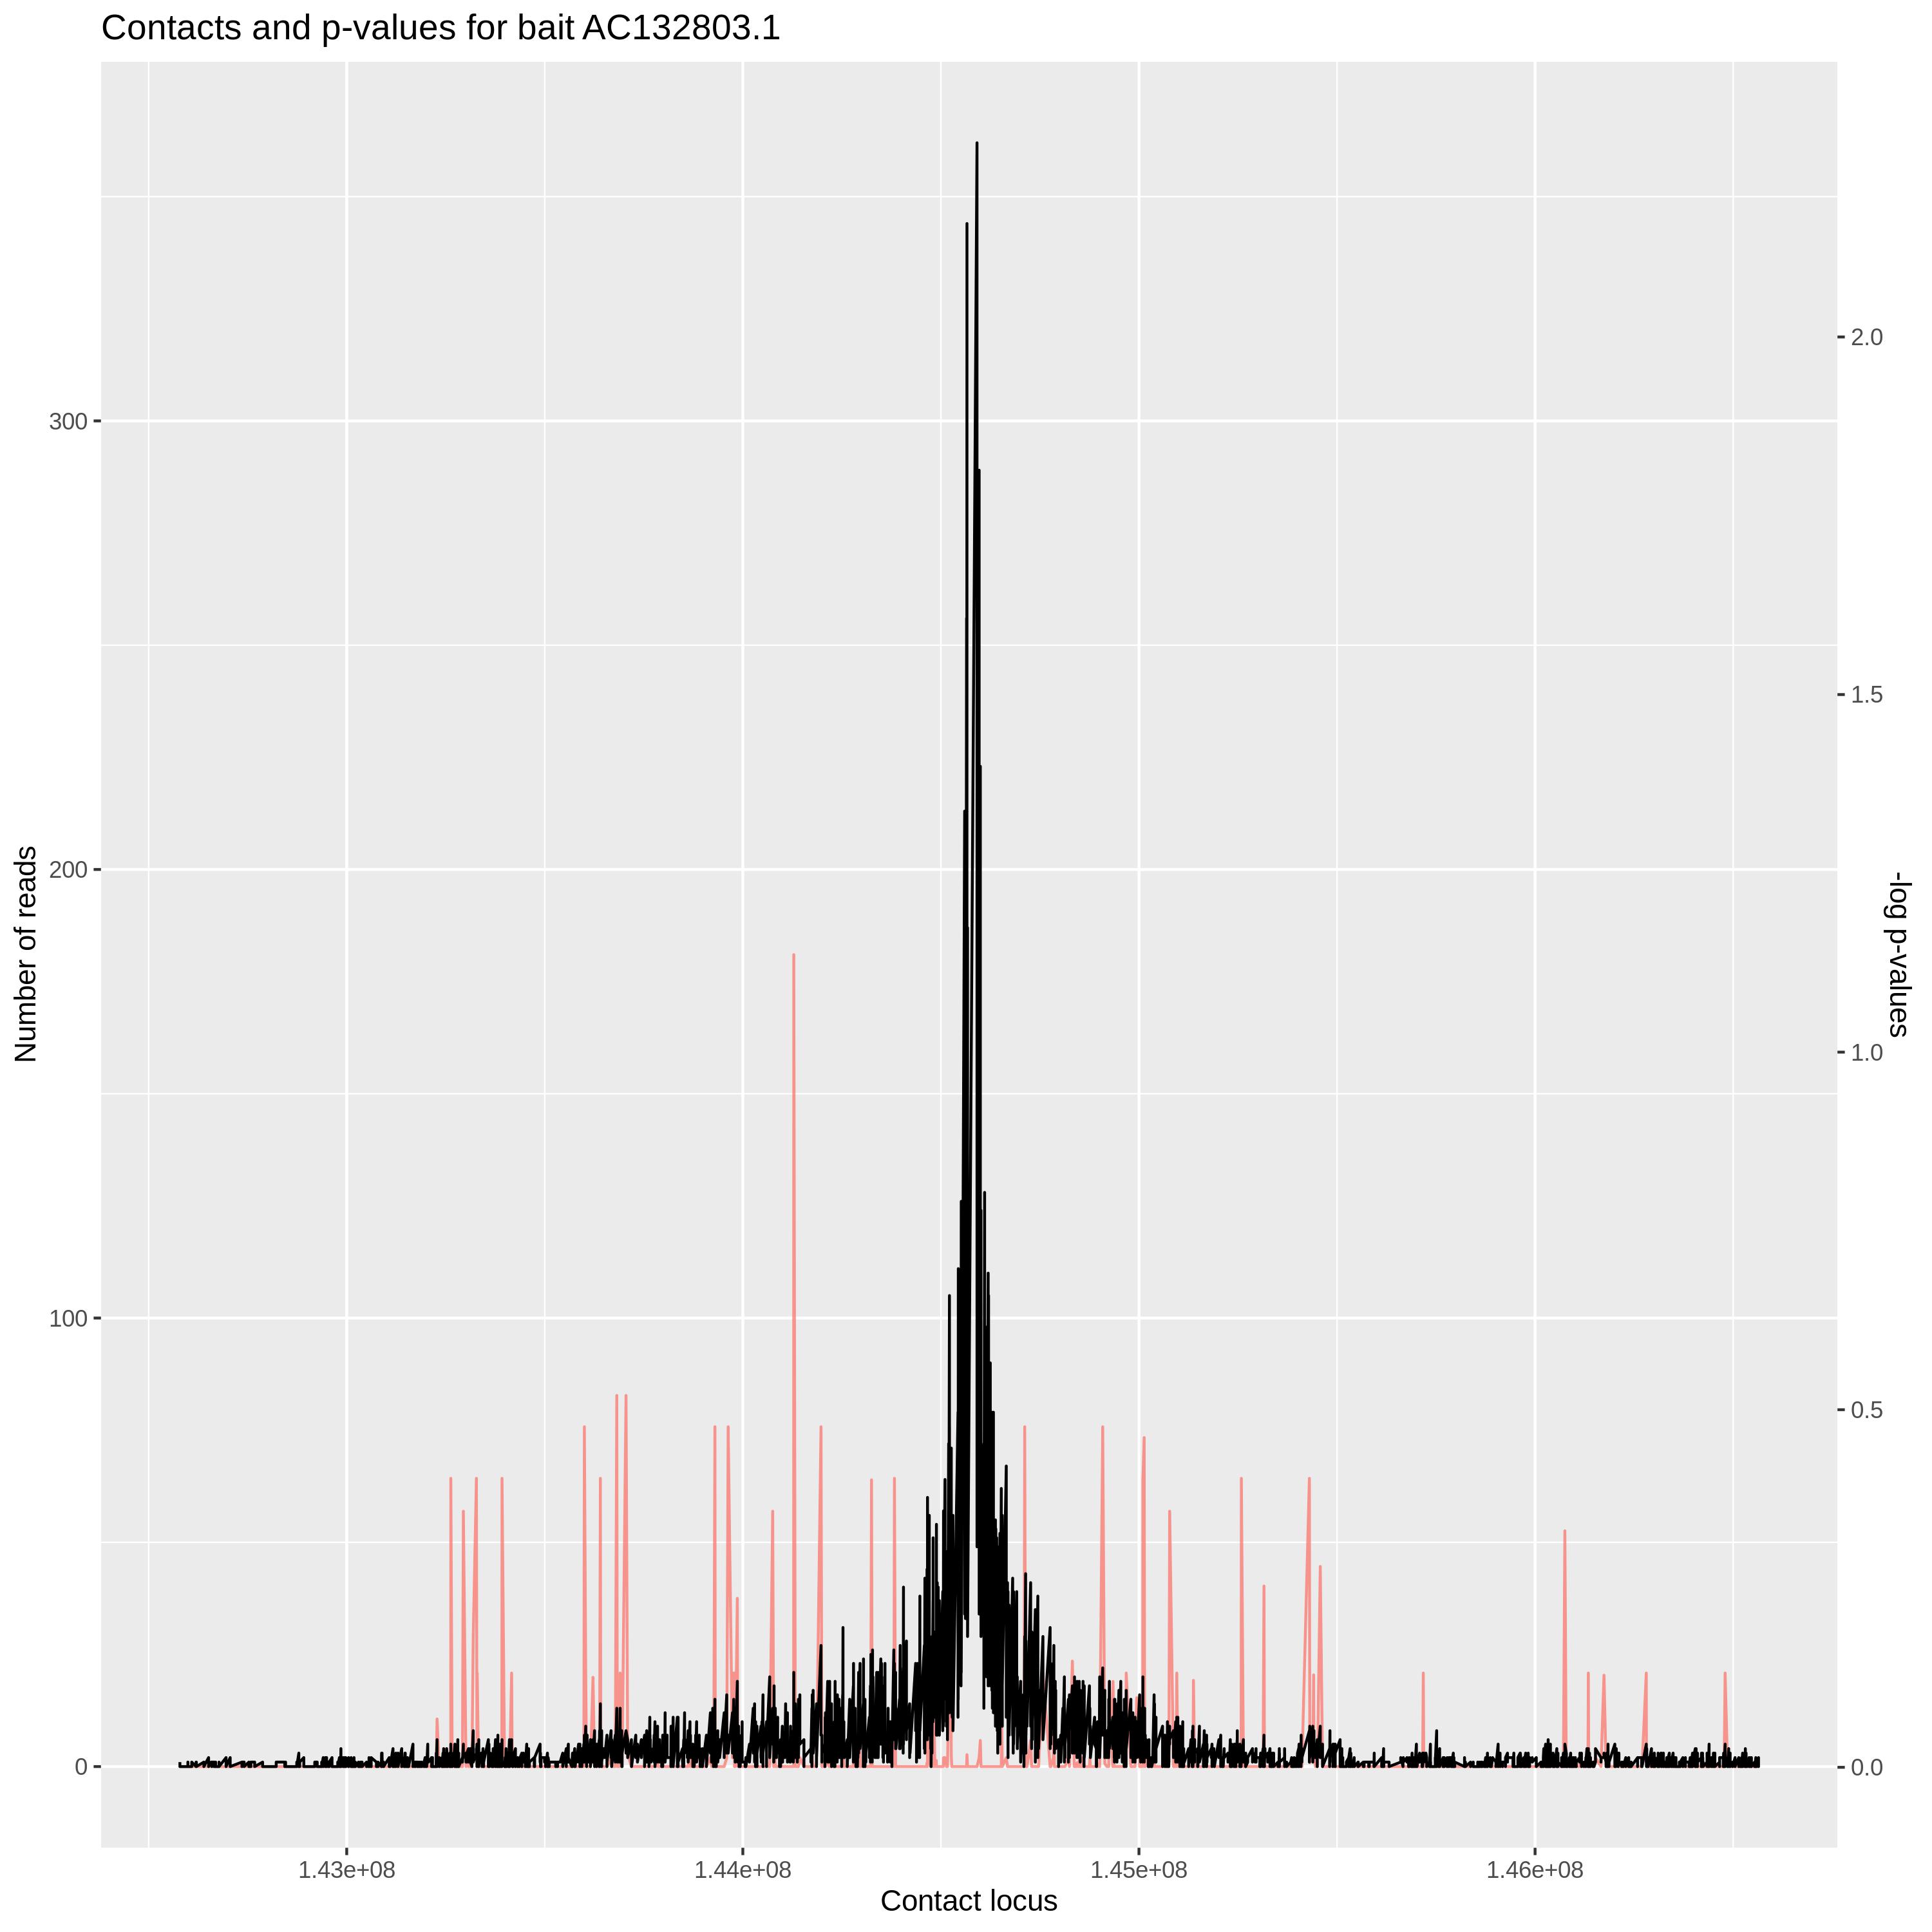 Contacts and p-values for bait AC132803.1
300
200
100
0
Number of reads
2.0
1.5
1.0
0.5
0.0
-log p-values
1.43e+08 1.44e+08 1.45e+08 1.46e+08
Contact locus